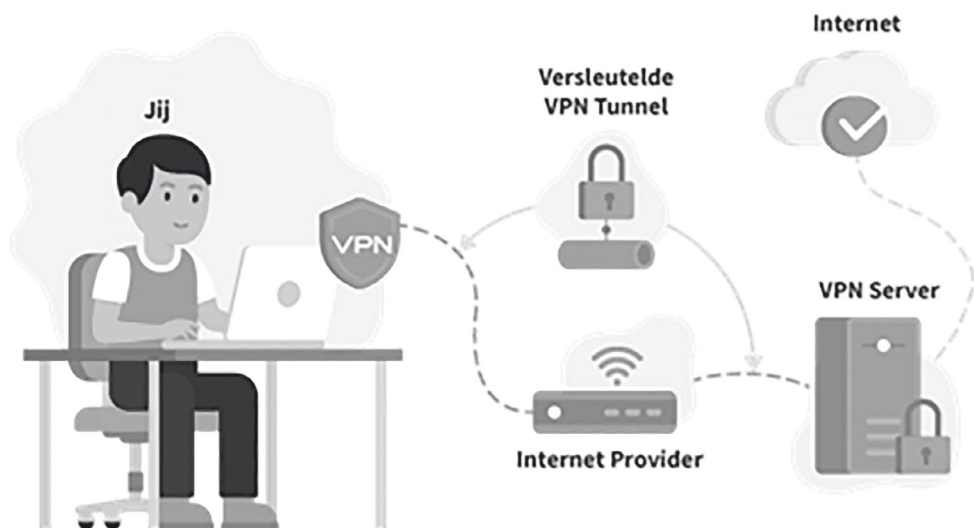 Jij
VPN
Versleutelde
VPN Tunnel
Internet
VPN Server
Internet Provider